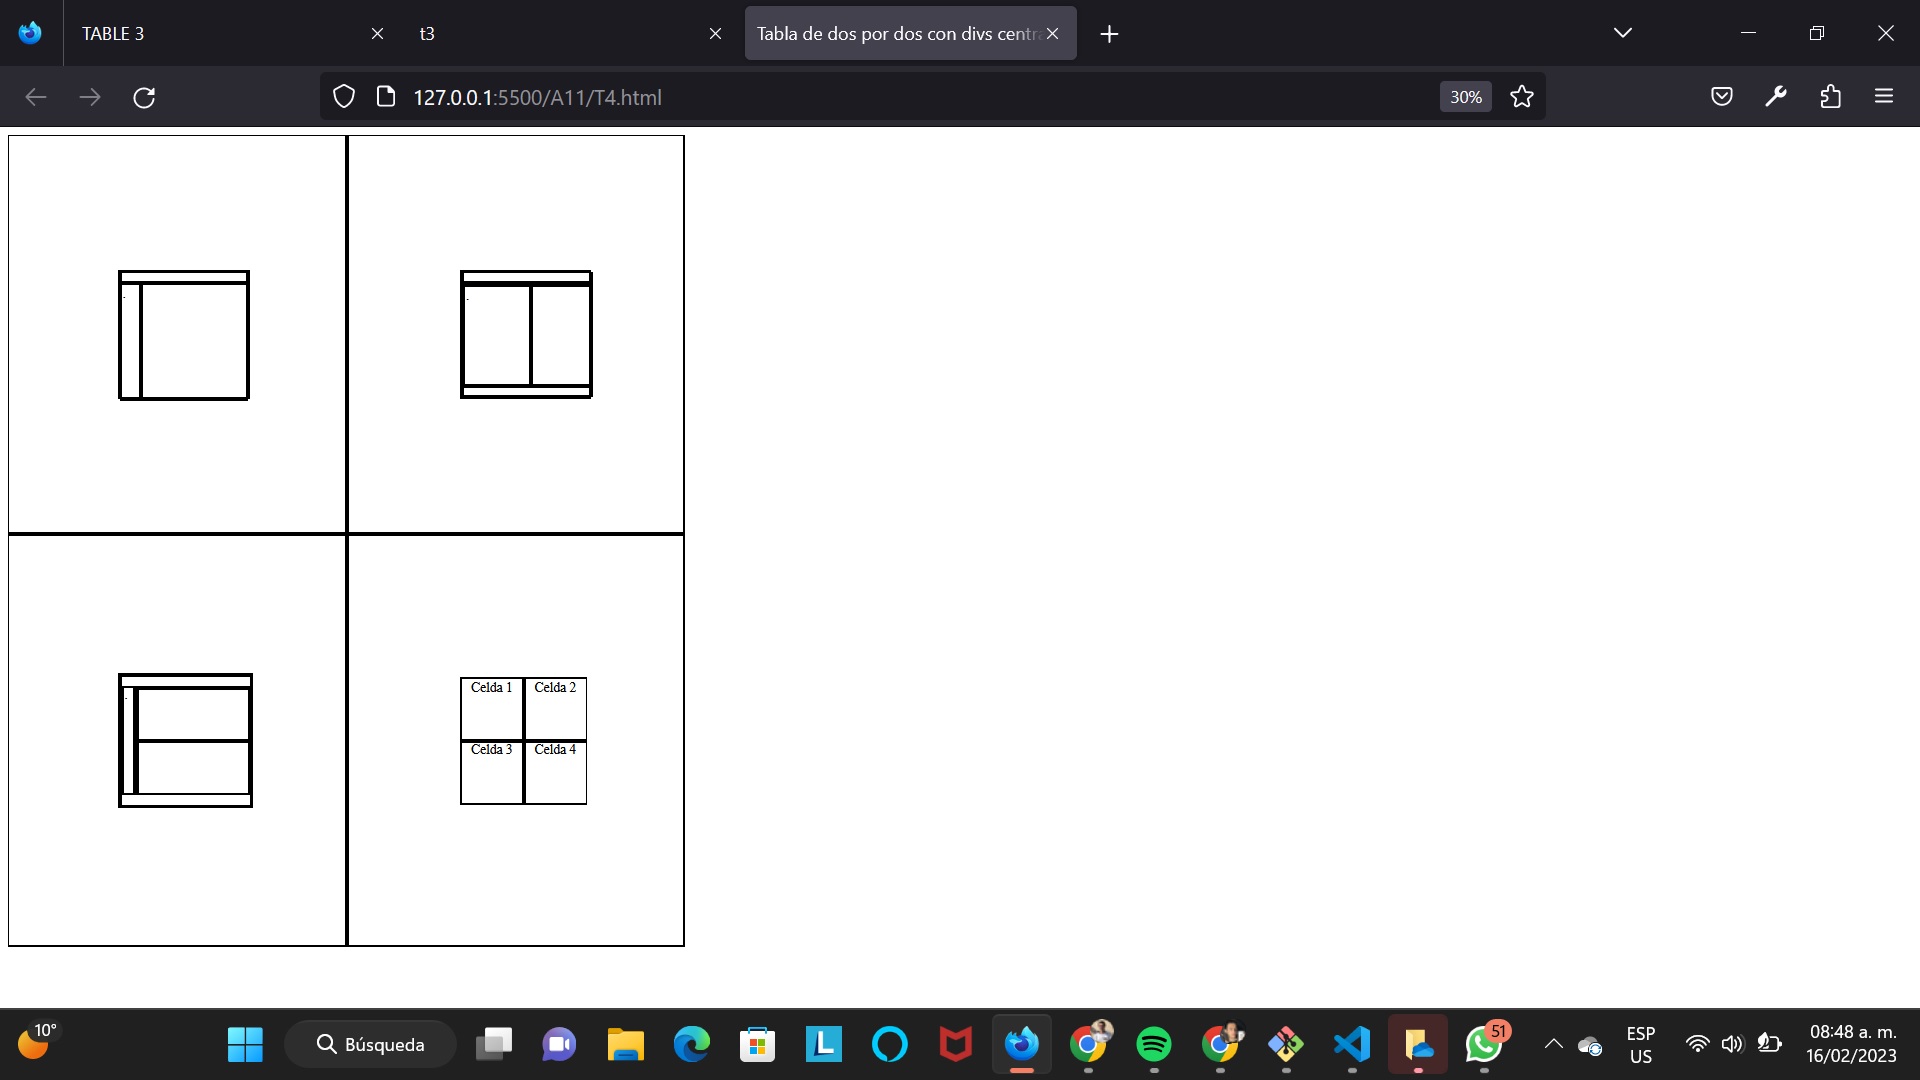 TABLE 3
t3
Tabla de dos por dos con divs centr
127.0.0.1:5500/A11/T4.html
30%
Celda 1
Celda 2
Celda 3
Celda 4
10°
Búsqueda
L
51
ESP
US
08:48 a. m.
16/02/2023